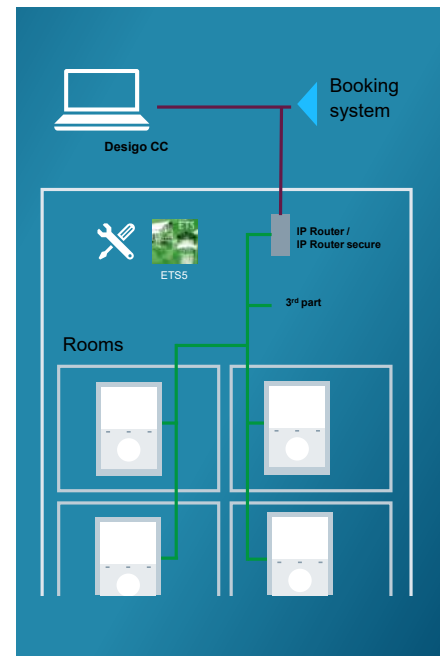 Booking
system
Desigo CC
IP Router /
IP Router secure
ETS5
3rd part
Rooms